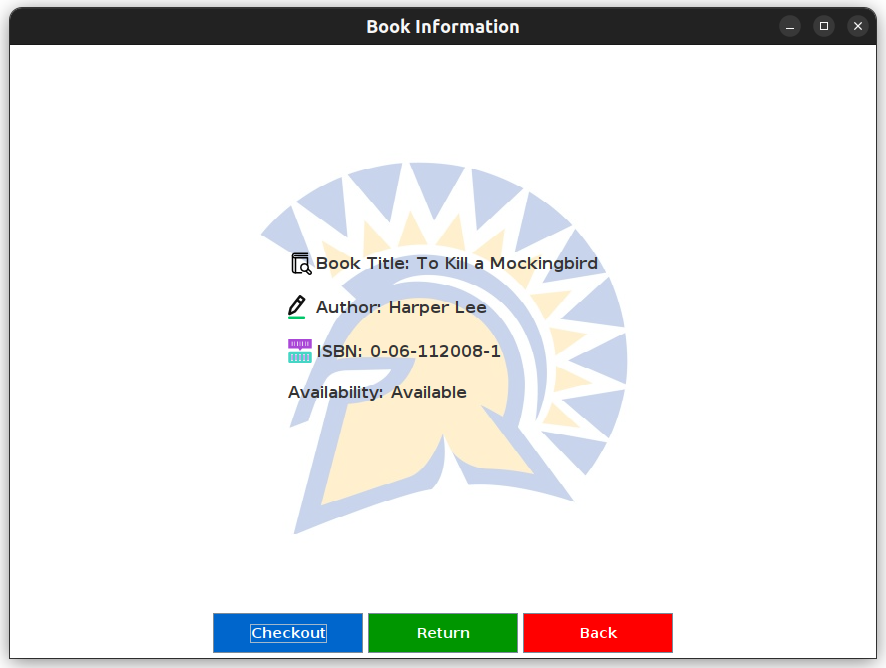 Book Information
Book Title: To Kill a Mockingbird
Author: Harper Lee
ISBN: 0-06-112008-1
Availability: Available
Checkout Return Back